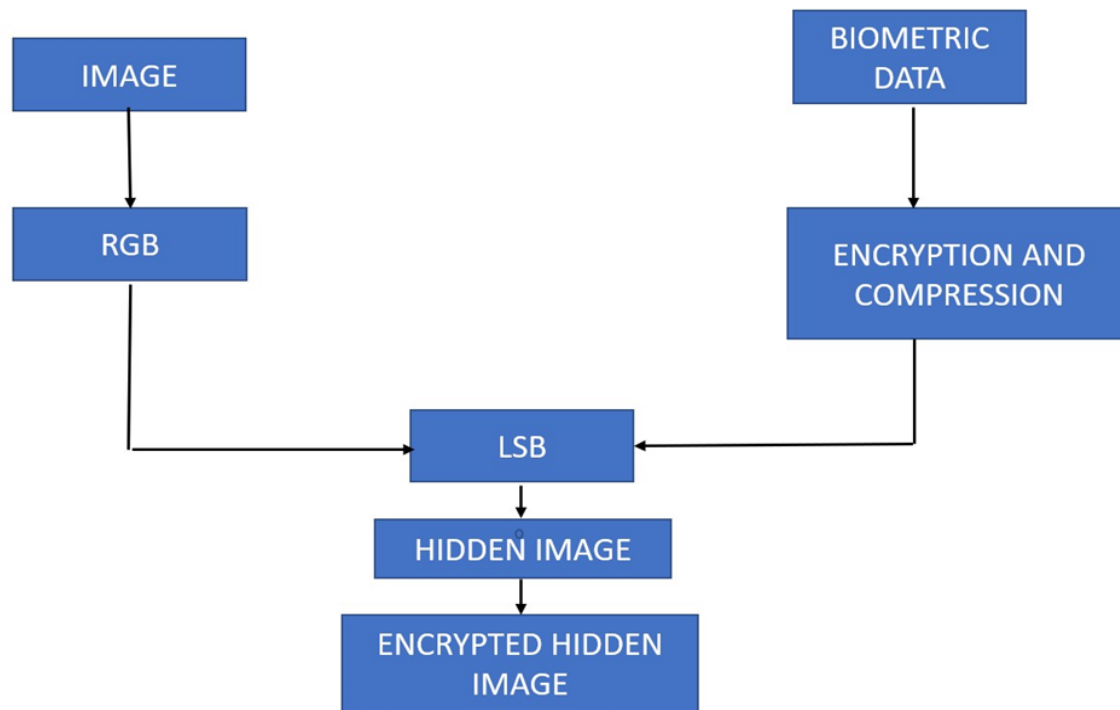 IMAGE
BIOMETRIC
DATA
RGB
ENCRYPTION AND
COMPRESSION
LSB
HIDDEN IMAGE
ENCRYPTED HIDDEN
IMAGE